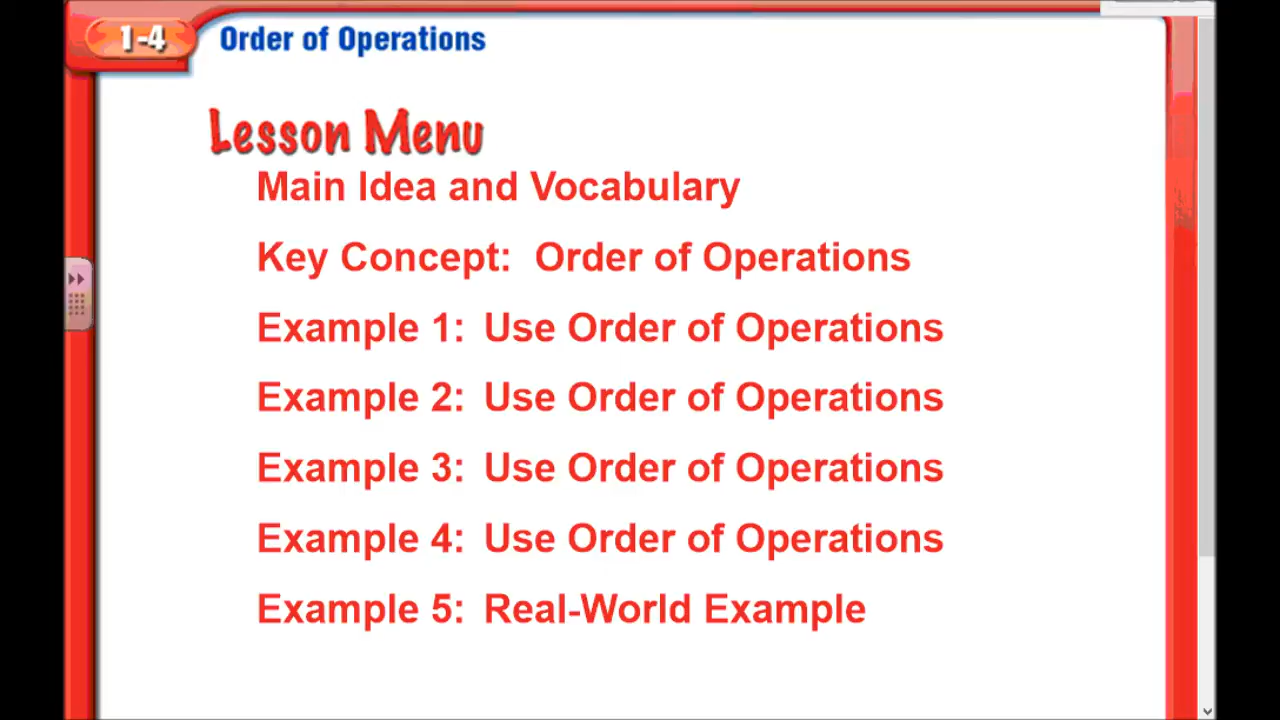 1-4 Order of Operations
Lesson Menu
Main Idea and Vocabulary
Key Concept: Order of Operations
Example 1: Use Order of Operations
Example 2: Use Order of Operations
Example 3: Use Order of Operations
Example 4: Use Order of Operations
Example 5: Real-World Example